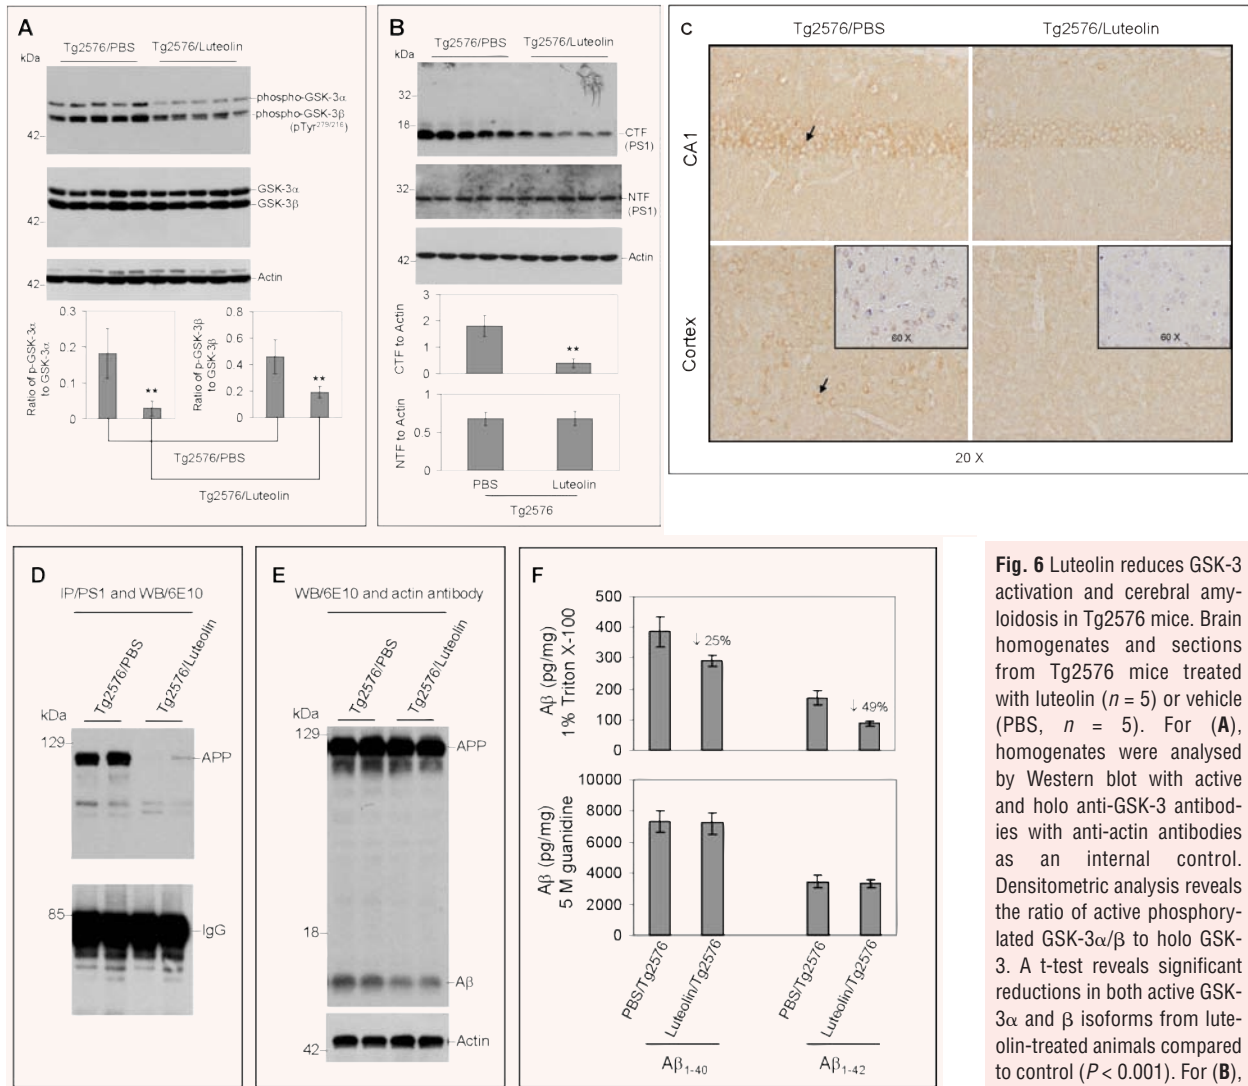 A
Tg2576/PBS Tg2576/Luteolin
kDa
phospho-GSK-3α
phospho-GSK-3β
(pTyr279/216)
42
GSK-3α
GSK-3β
42
Actin
42
Ratio of p-GSK-3α
to GSK-3α
0.3
0.2
0.1
0
**
Ratio of p-GSK-3β
to GSK-3β
0.8
0.6
0.4
0.2
0
**
Tg2576/PBS
Tg2576/Luteolin
B
Tg2576/PBS Tg2576/Luteolin
kDa
32
18
CTF
(PS1)
32
NTF
(PS1)
42
Actin
CTF to Actin
3
2
1
0
**
NTF to Actin
1
0.5
0
PBS Luteolin
Tg2576
C
Tg2576/PBS Tg2576/Luteolin
CA1
Cortex
60 X
60 X
20 X
D
IP/PS1 and WB/6E10
Tg2576/PBS
Tg2576/Luteolin
kDa
129
APP
85
IgG
E
WB/6E10 and actin antibody
Tg2576/PBS
Tg2576/Luteolin
kDa
129
APP
18
Aβ
Actin
42
F
Aβ (pg/mg)
1% Triton X-100
500
400
300
200
100
0
↓ 25%
↓ 49%
Aβ (pg/mg)
5 M guanidine
10000
8000
6000
4000
2000
0
PBS/Tg2576
Luteolin/Tg2576
PBS/Tg2576
Luteolin/Tg2576
Aβ1-40
Aβ1-42
Fig. 6 Luteolin reduces GSK-3
activation and cerebral amy-
loidosis in Tg2576 mice. Brain
homogenates and sections
from Tg2576 mice treated
with luteolin (n = 5) or vehicle
(PBS, n = 5). For (A),
homogenates were analysed
by Western blot with active
and holo anti-GSK-3 antibod-
ies with anti-actin antibodies
as an internal control.
Densitometric analysis reveals
the ratio of active phosphory-
lated GSK-3α/β to holo GSK-
3. A t-test reveals significant
reductions in both active GSK-
3α and β isoforms from lute-
olin-treated animals compared
to control (P < 0.001). For (B),